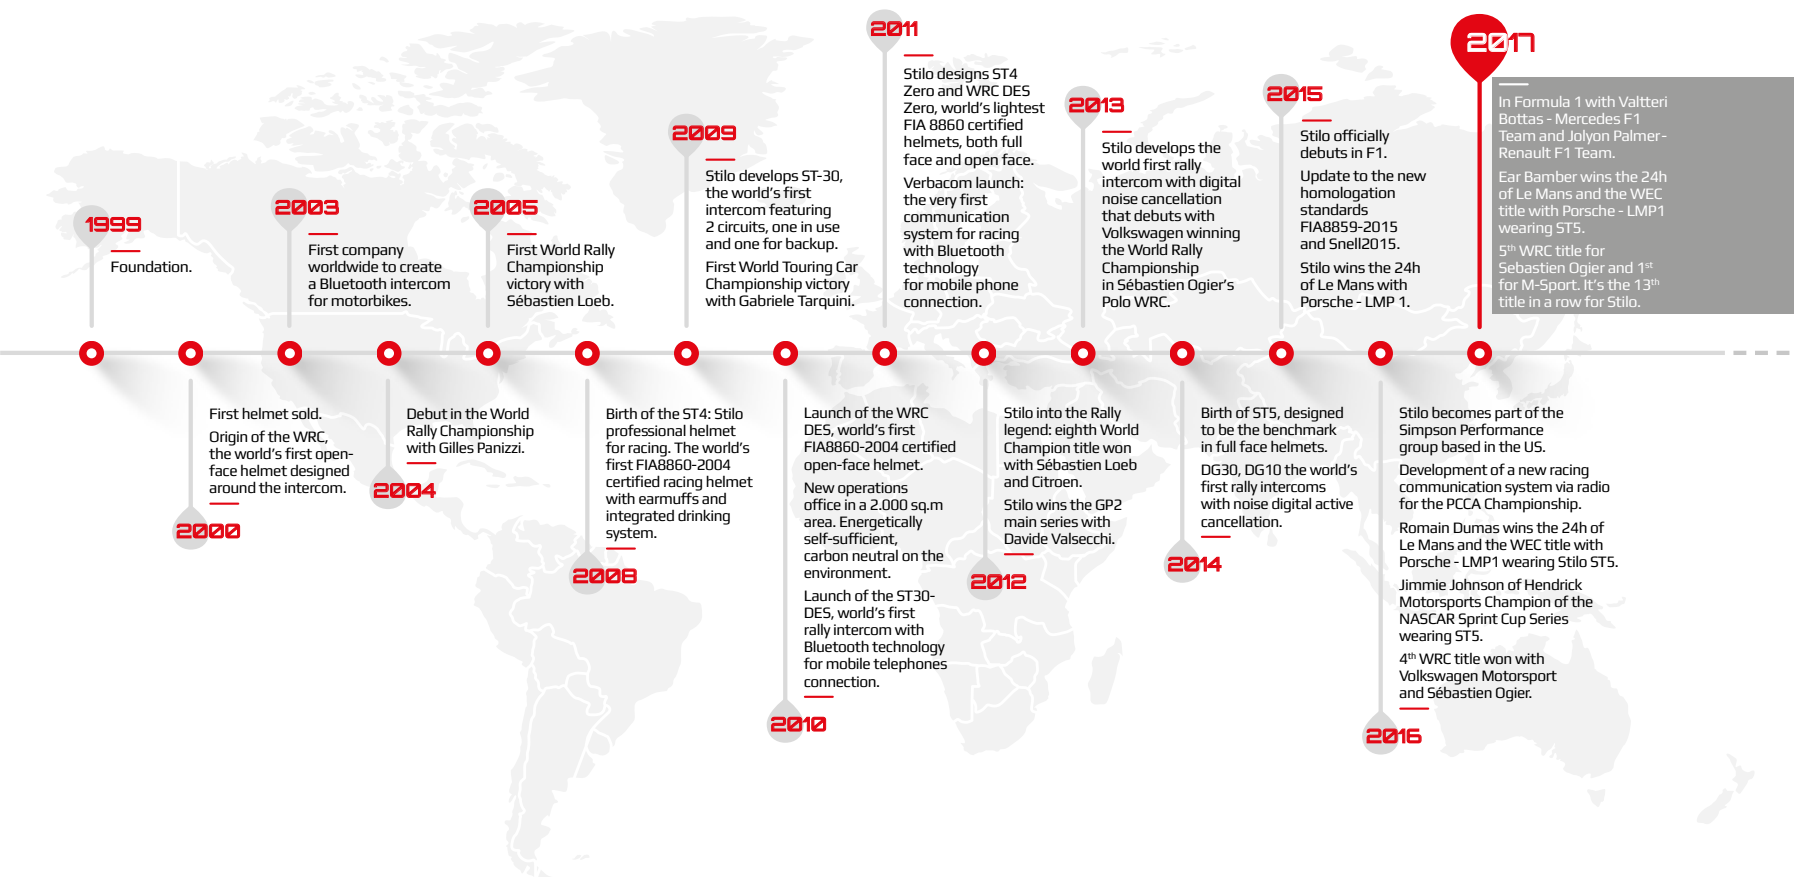 1999
Foundation.
2000
First helmet sold.
Origin of the WRC,
the world's first open-
face helmet designed
around the intercom.
2003
First company
worldwide to create
a Bluetooth intercom
for motorbikes.
2004
Debut in the World
Rally Championship
with Gilles Panizzi.
2005
First World Rally
Championship
victory with
Sébastien Loeb.
2008
Birth of the ST4: Stilo
professional helmet
for racing. The world's
first FIA8860-2004
certified racing helmet
with earmuffs and
integrated drinking
system.
2009
Stilo develops ST-30,
the world's first
intercom featuring
2 circuits, one in use
and one for backup.
First World Touring Car
Championship victory
with Gabriele Tarquini.
2010
Launch of the WRC
DES, world's first
FIA8860-2004 certified
open-face helmet.
New operations
office in a 2.000 sq.m
area. Energetically
self-sufficient,
carbon neutral on the
environment.
Launch of the ST30-
DES, world's first
rally intercom with
Bluetooth technology
for mobile telephones
connection.
2011
Stilo designs ST4
Zero and WRC DES
Zero, world's lightest
FIA 8860 certified
helmets, both full
face and open face.
Verbacom launch:
the very first
communication
system for racing
with Bluetooth
technology
for mobile phone
connection.
2012
Stilo into the Rally
legend: eighth World
Champion title won
with Sébastien Loeb
and Citroen.
Stilo wins the GP2
main series with
Davide Valsecchi.
2013
Stilo develops the
world first rally
intercom with digital
noise cancellation
that debuts with
Volkswagen winning
the World Rally
Championship
in Sébastien Ogier's
Polo WRC.
2014
Birth of ST5, designed
to be the benchmark
in full face helmets.
DG30, DG10 the world's
first rally intercoms
with noise digital active
cancellation.
2015
Stilo officially
debuts in F1.
Update to the new
homologation
standards
FIA8859-2015
and Snell2015.
Stilo wins the 24h
of Le Mans with
Porsche - LMP 1.
2016
Stilo becomes part of the
Simpson Performance
group based in the US.
Development of a new racing
communication system via radio
for the PCCA Championship.
Romain Dumas wins the 24h of
Le Mans and the WEC title with
Porsche - LMP1 wearing Stilo ST5.
Jimmie Johnson of Hendrick
Motorsports Champion of the
NASCAR Sprint Cup Series
wearing ST5.
4th WRC title won with
Volkswagen Motorsport
and Sébastien Ogier.
2017
In Formula 1 with Valtteri
Bottas - Mercedes F1
Team and Jolyon Palmer-
Renault F1 Team.
Ear Bamber wins the 24h
of Le Mans and the WEC
title with Porsche - LMP1
wearing ST5.
5th WRC title for
Sebastien Ogier and 1st
for M-Sport. It's the 13th
title in a row for Stilo.